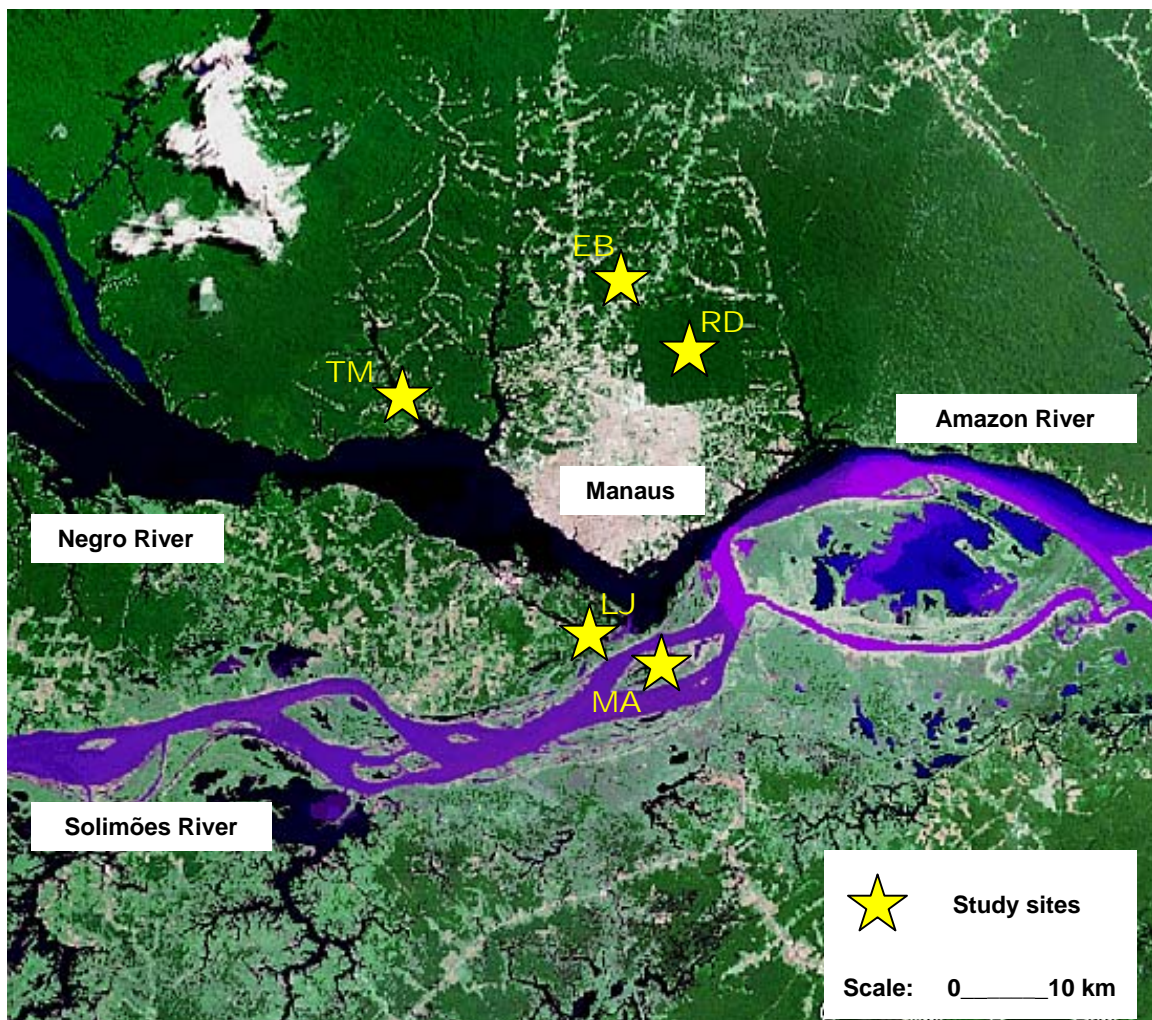 EB
RD
TM
Amazon River
Manaus
Negro River
LJ
MA
Solimões River
Study sites
Scale: 0______10 km